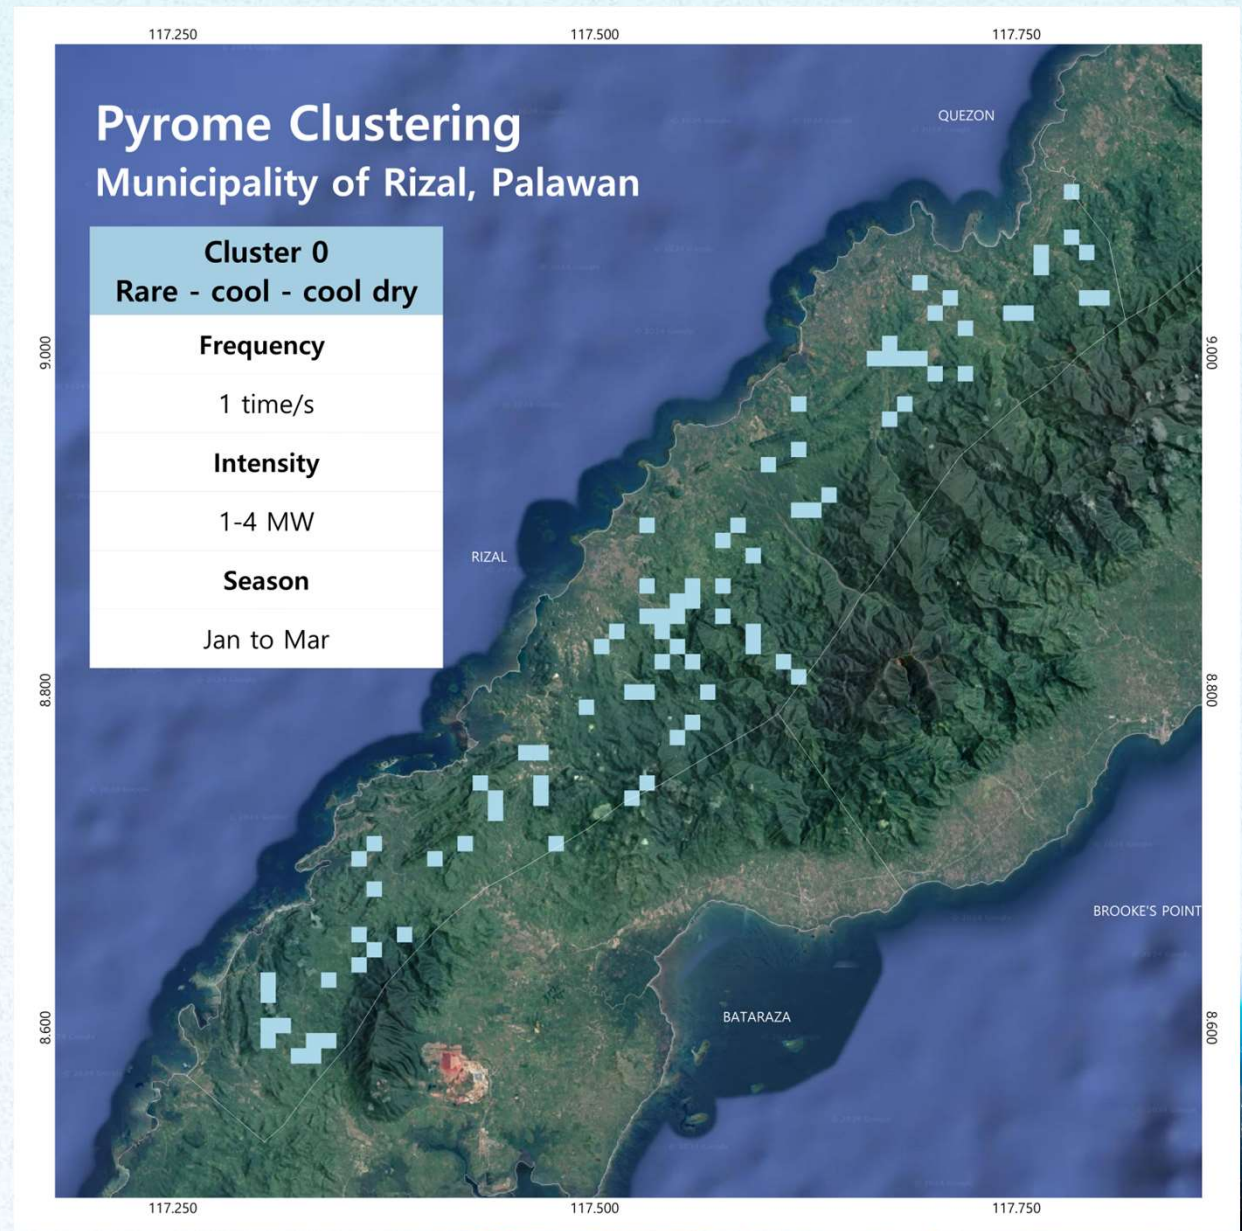 117.250
117.500
117.750
QUEZON
Pyrome Clustering
Municipality of Rizal, Palawan
Cluster 0
Rare - cool - cool dry
Frequency
1 time/s
Intensity
1-4 MW
Season
Jan to Mar
9.000
9.000
RIZAL
8.800
8.800
BROOKE'S POINT
BATARAZA
8.600
8.600
117.250
117.500
117.750